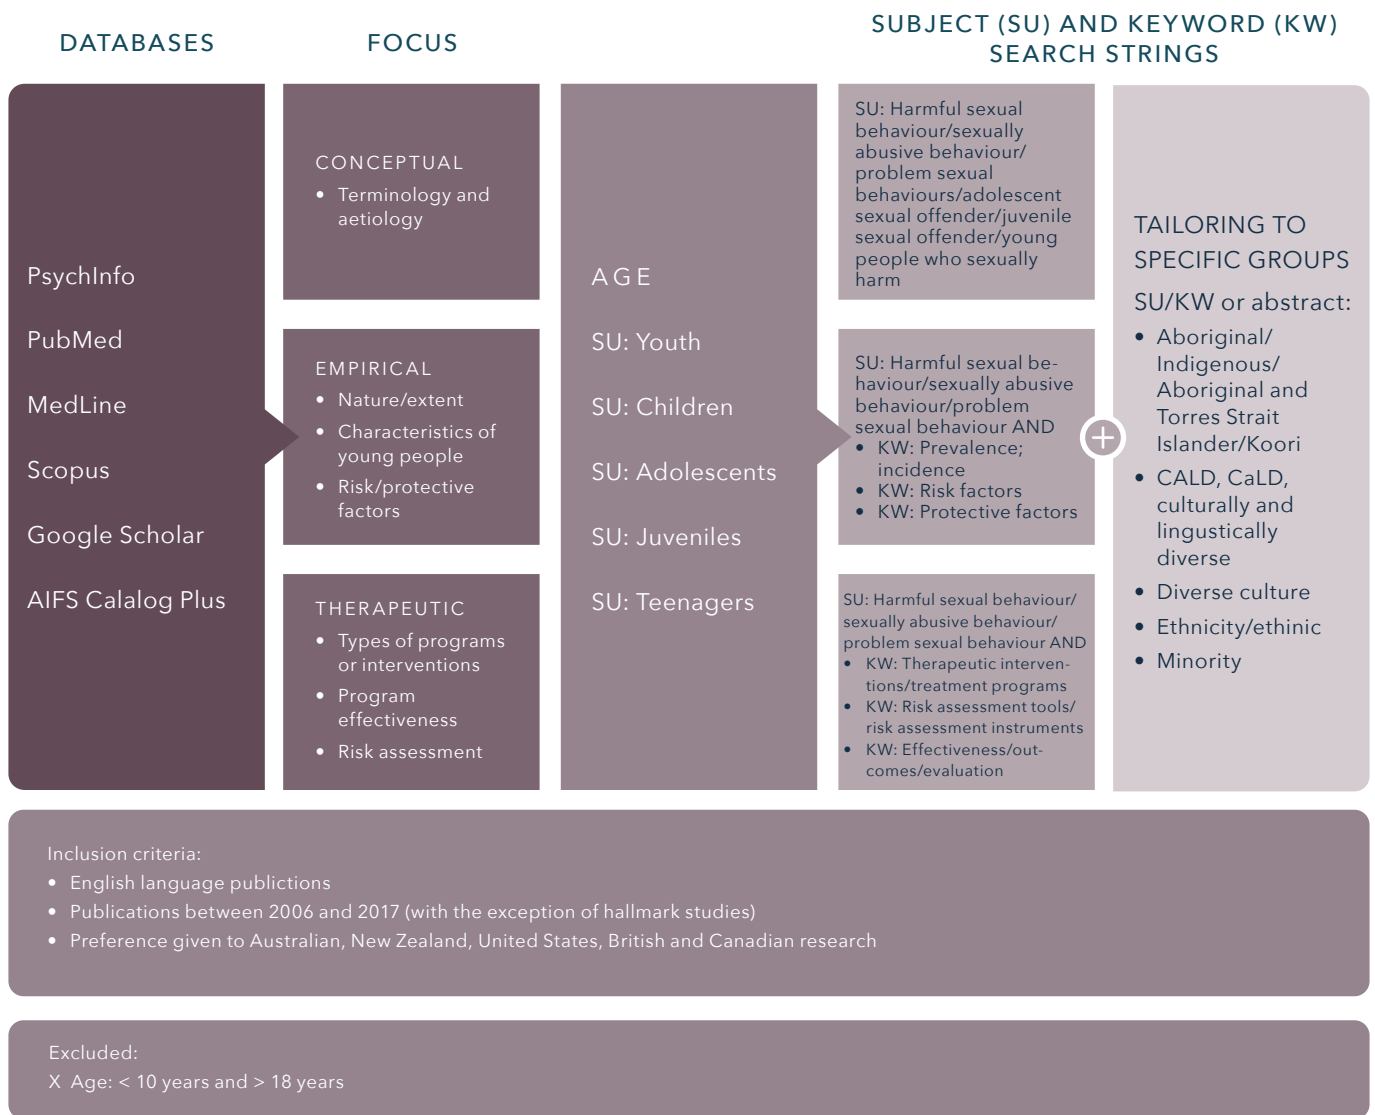 DATABASES
FOCUS
SUBJECT (SU) AND KEYWORD (KW)
SEARCH STRINGS
PsychInfo
PubMed
MedLine
Scopus
Google Scholar
AIFS Calalog Plus
CONCEPTUAL
• Terminology and
aetiology
EMPIRICAL
• Nature/extent
• Characteristics of
young people
• Risk/protective
factors
THERAPEUTIC
• Types of programs
or interventions
• Program
effectiveness
• Risk assessment
AGE
SU: Youth
SU: Children
SU: Adolescents
SU: Juveniles
SU: Teenagers
SU: Harmful sexual
behaviour/sexually
abusive behaviour/
problem sexual
behaviours/adolescent
sexual offender/juvenile
sexual offender/young
people who sexually
harm
SU: Harmful sexual be-
haviour/sexually abusive
behaviour/problem
sexual behaviour AND
• KW: Prevalence;
incidence
• KW: Risk factors
• KW: Protective factors
SU: Harmful sexual behaviour/
sexually abusive behaviour/
problem sexual behaviour AND
• KW: Therapeutic interven-
tions/treatment programs
• KW: Risk assessment tools/
risk assessment instruments
• KW: Effectiveness/out-
comes/evaluation
+
TAILORING TO
SPECIFIC GROUPS
SU/KW or abstract:
• Aboriginal/
Indigenous/
Aboriginal and
Torres Strait
Islander/Koori
• CALD, CaLD,
culturally and
lingustically
diverse
• Diverse culture
• Ethnicity/ethinic
• Minority
Inclusion criteria:
• English language publictions
• Publications between 2006 and 2017 (with the exception of hallmark studies)
• Preference given to Australian, New Zealand, United States, British and Canadian research
Excluded:
X Age: < 10 years and > 18 years